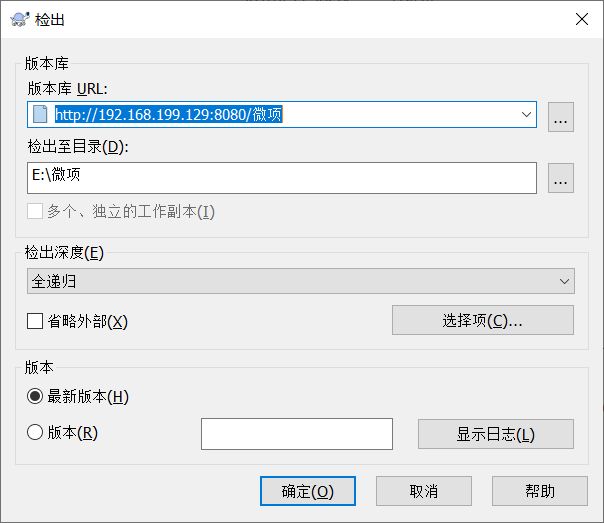 检出
版本库
版本库 URL:
http://192.168.199.129:8080/微项
...
检出至目录(D):
E:\微项
...
多个、独立的工作副本(I)
检出深度(E)
全递归
省略外部(X)
选择项(C)...
版本
最新版本(H)
版本(R)
显示日志(L)
确定(O)
取消
帮助